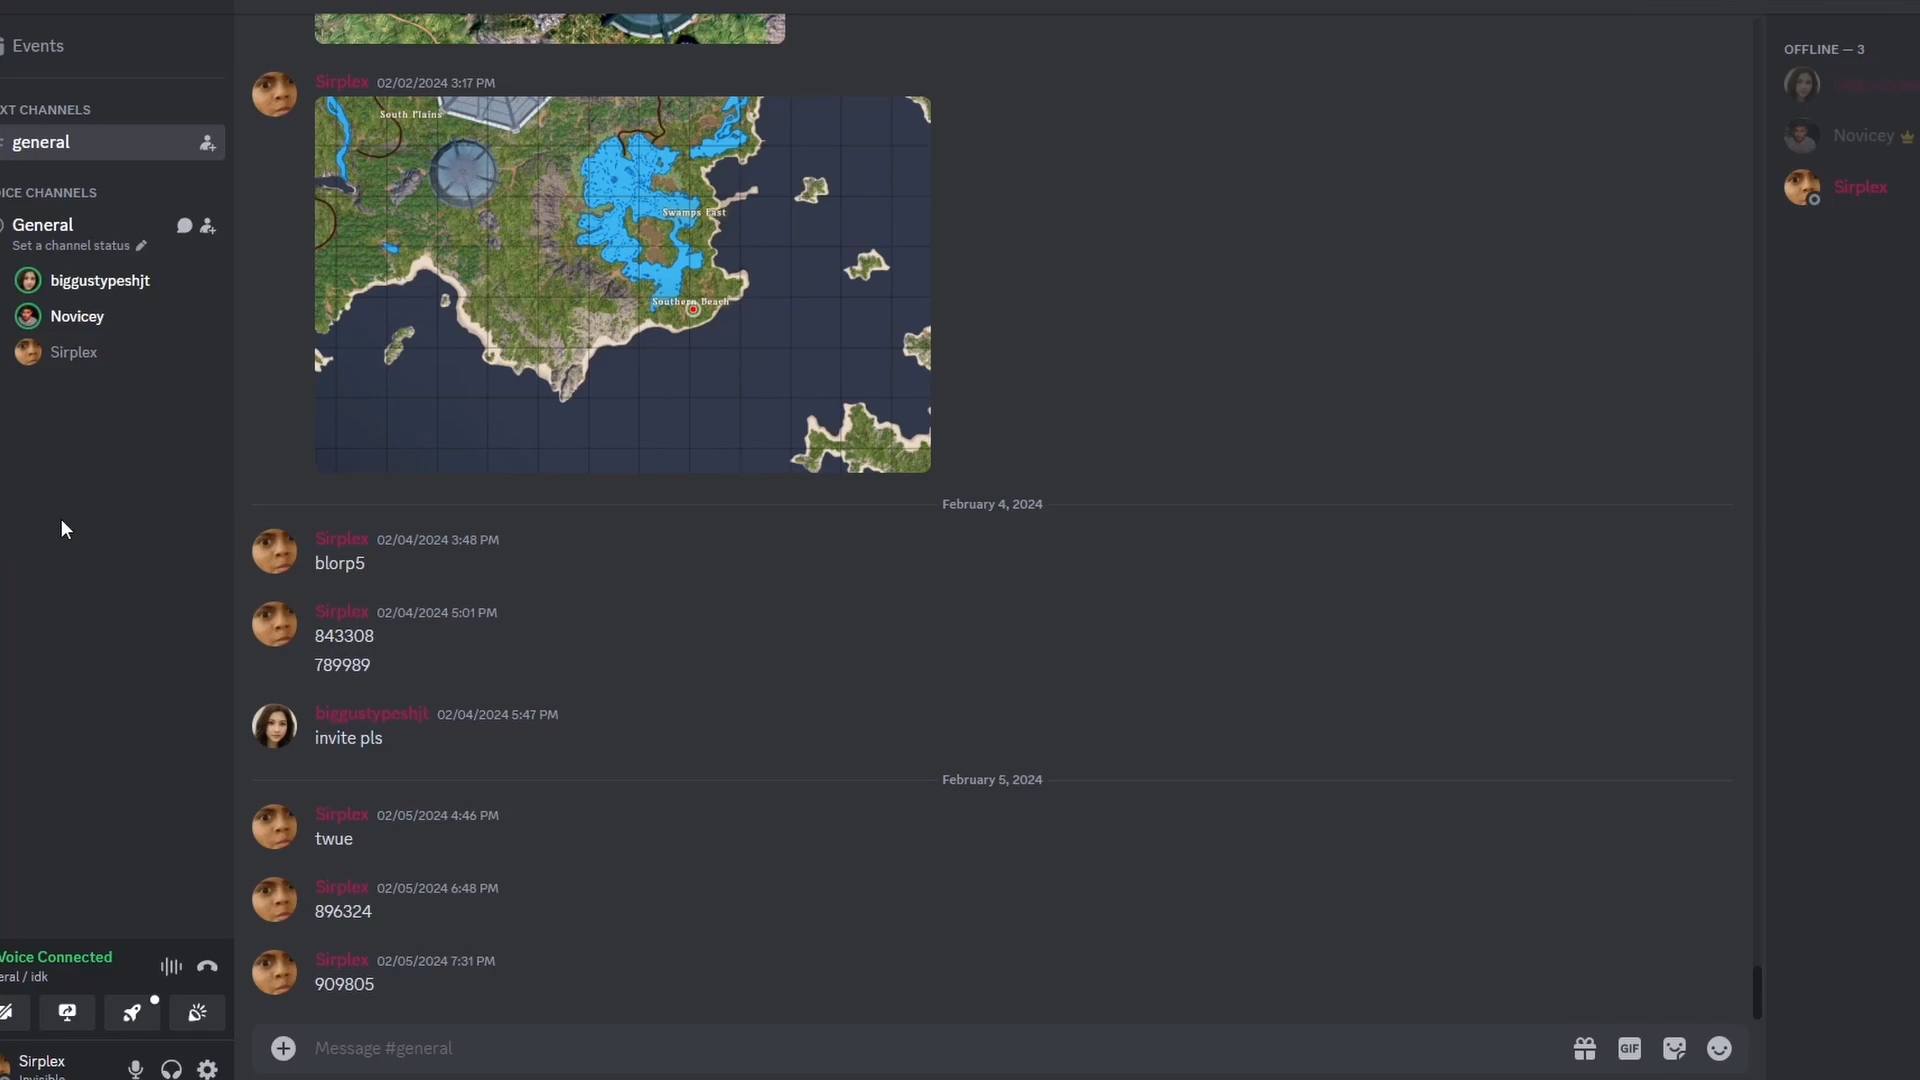 Events
XT CHANNELS
general
ICE CHANNELS
General
Set a channel status
biggustypeshjt
Novicey
Sirplex
Voice Connected
eral / idk
Sirplex
Invisible
Sirplex 02/02/2024 3:17 PM
South Plains
Swamps East
Southern Beach
February 4, 2024
Sirplex 02/04/2024 3:48 PM
blorp5
Sirplex 02/04/2024 5:01 PM
843308
789989
biggustypeshjt 02/04/2024 5:47 PM
invite pls
February 5, 2024
Sirplex 02/05/2024 4:46 PM
twue
Sirplex 02/05/2024 6:48 PM
896324
Sirplex 02/05/2024 7:31 PM
909805
Message #general
GIF
OFFLINE — 3
Novicey
Sirplex